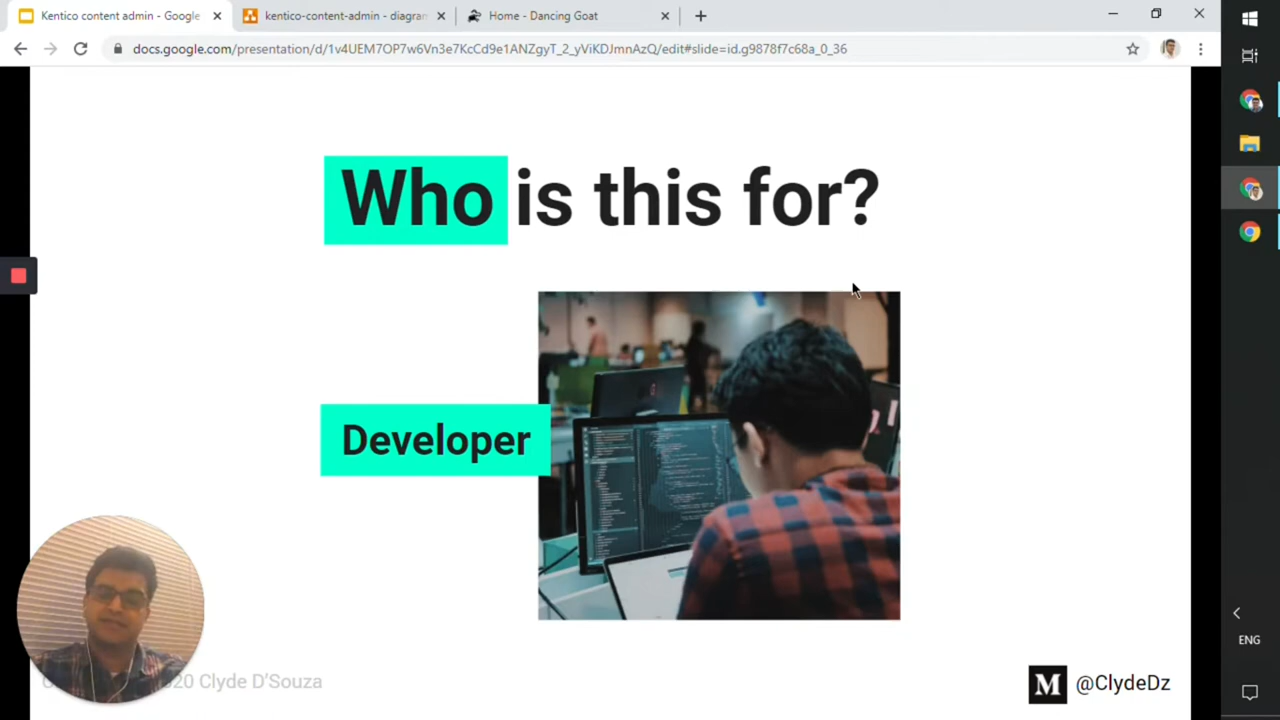 Kentico content admin - Google
kentico-content-admin - diagram
Home - Dancing Goat
docs.google.com/presentation/d/1v4UEM7OP7w6Vn3e7KcCd9e1ANZgyT_2_yViKDJmnAzQ/edit#slide=id.g9878f7c68a_0_36
Who is this for?
Developer
20 Clyde D'Souza
M @ClydeDz
ENG